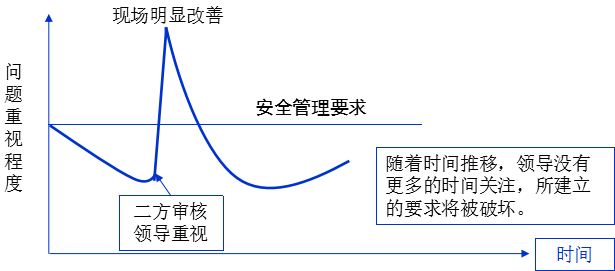 现场明显改善
问题重视程度
安全管理要求
随着时间推移，领导没有
更多的时间关注，所建立
的要求将被破坏。
二方审核
领导重视
时间